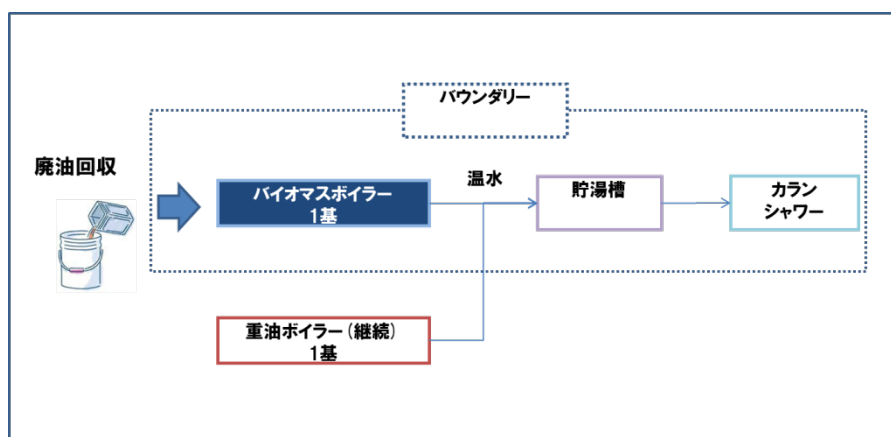 バウンダリー
廃油回収
バイオマスボイラー
1基
温水
貯湯槽
カラン
シャワー
重油ボイラー(継続)
1基